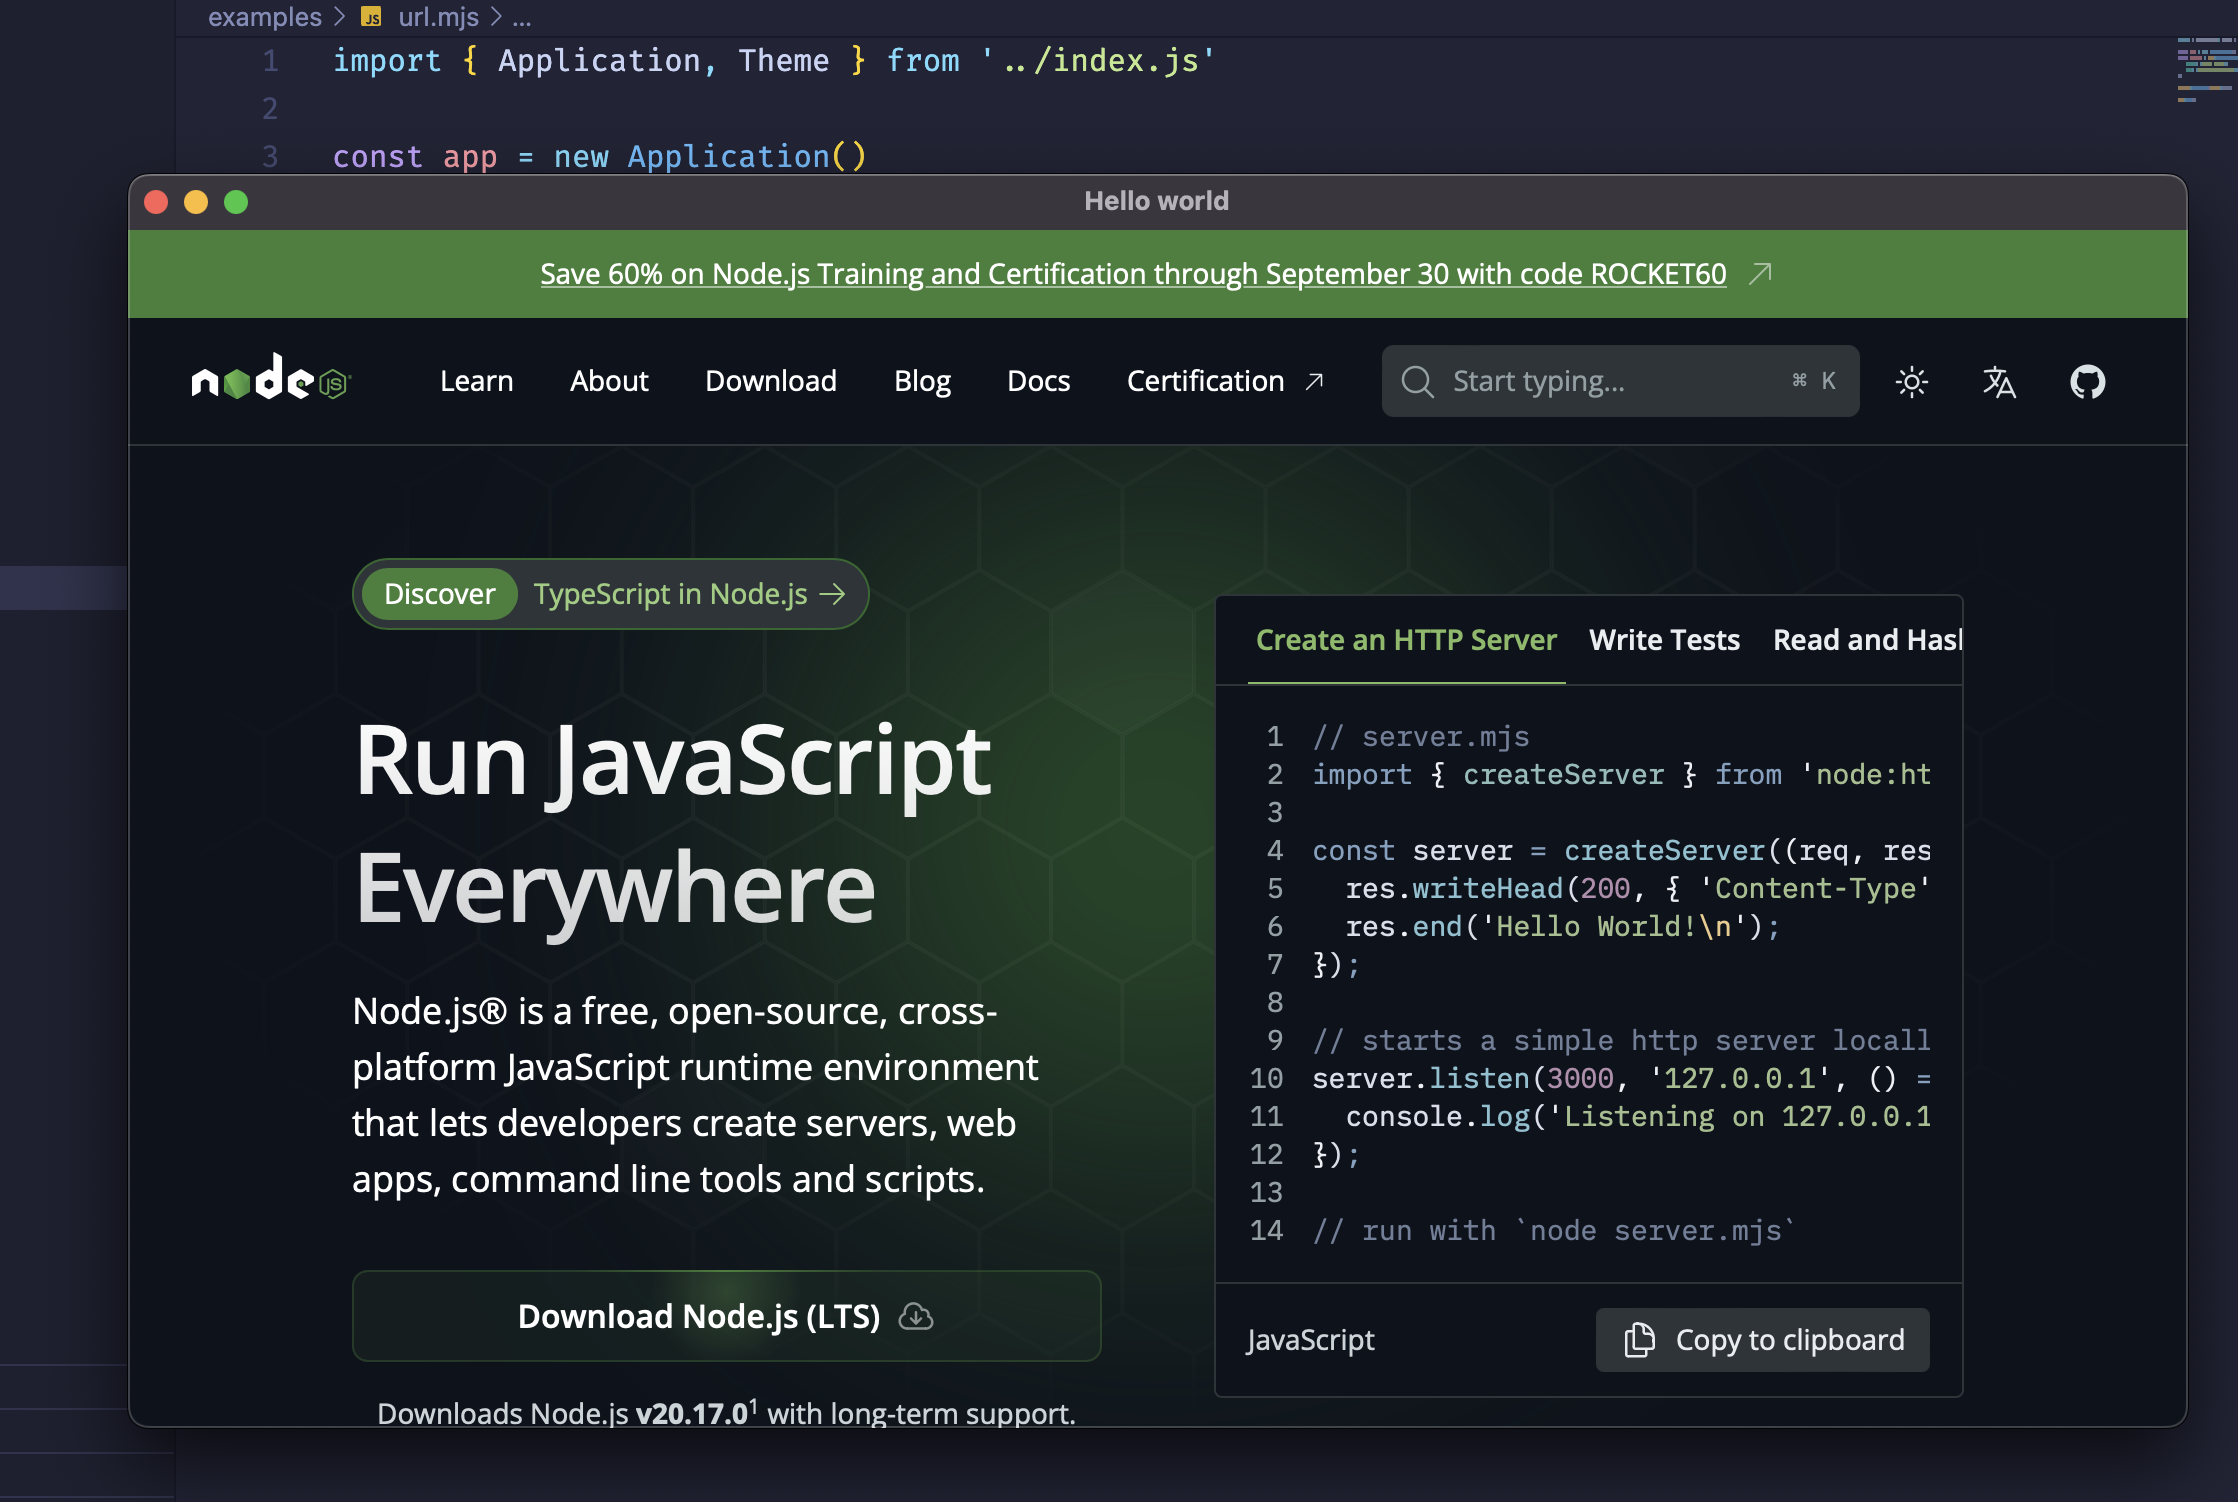 examples > JS url.mjs > ...
1 import { Application, Theme } from '../index.js'
2
3 const app = new Application()
Hello world
Save 60% on Node.js Training and Certification through September 30 with code ROCKET60
node JS
Learn About Download Blog Docs Certification
Start typing... ⌘ K
Discover TypeScript in Node.js →
Run JavaScript
Everywhere
Node.js® is a free, open-source, cross-
platform JavaScript runtime environment
that lets developers create servers, web
apps, command line tools and scripts.
Download Node.js (LTS)
Downloads Node.js v20.17.0¹ with long-term support.
Create an HTTP Server Write Tests Read and Hash
1 // server.mjs
2 import { createServer } from 'node:ht
3
4 const server = createServer((req, res
5 res.writeHead(200, { 'Content-Type'
6 res.end('Hello World!\n');
7 });
8
9 // starts a simple http server locall
10 server.listen(3000, '127.0.0.1', () =
11 console.log('Listening on 127.0.0.1
12 });
13
14 // run with `node server.mjs`
JavaScript
Copy to clipboard